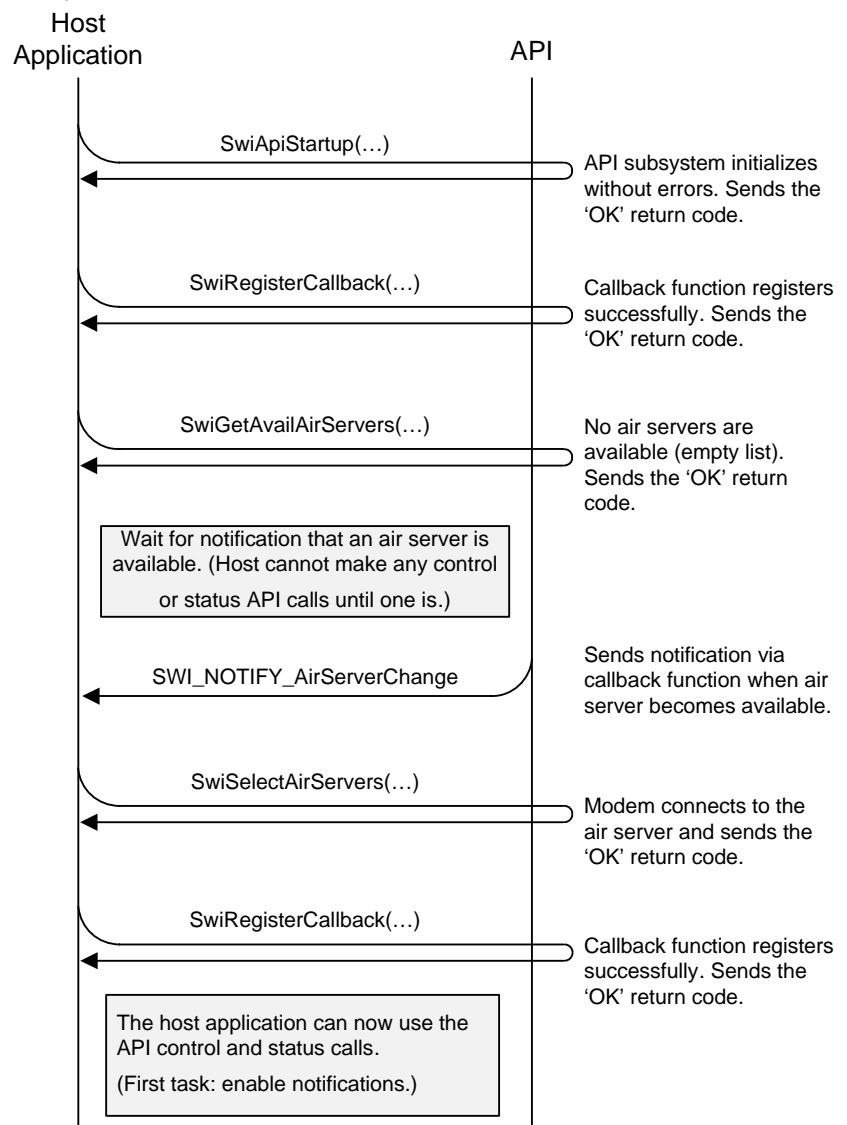 Host
Application
API
SwiApiStartup(…)
API subsystem initializes
without errors. Sends the
‘OK’ return code.
SwiRegisterCallback(…)
Callback function registers
successfully. Sends the
‘OK’ return code.
SwiGetAvailAirServers(…)
No air servers are
available (empty list).
Sends the ‘OK’ return
code.
Wait for notification that an air server is
available. (Host cannot make any control
or status API calls until one is.)
SWI_NOTIFY_AirServerChange
Sends notification via
callback function when air
server becomes available.
SwiSelectAirServers(…)
Modem connects to the
air server and sends the
‘OK’ return code.
SwiRegisterCallback(…)
Callback function registers
successfully. Sends the
‘OK’ return code.
The host application can now use the
API control and status calls.
(First task: enable notifications.)